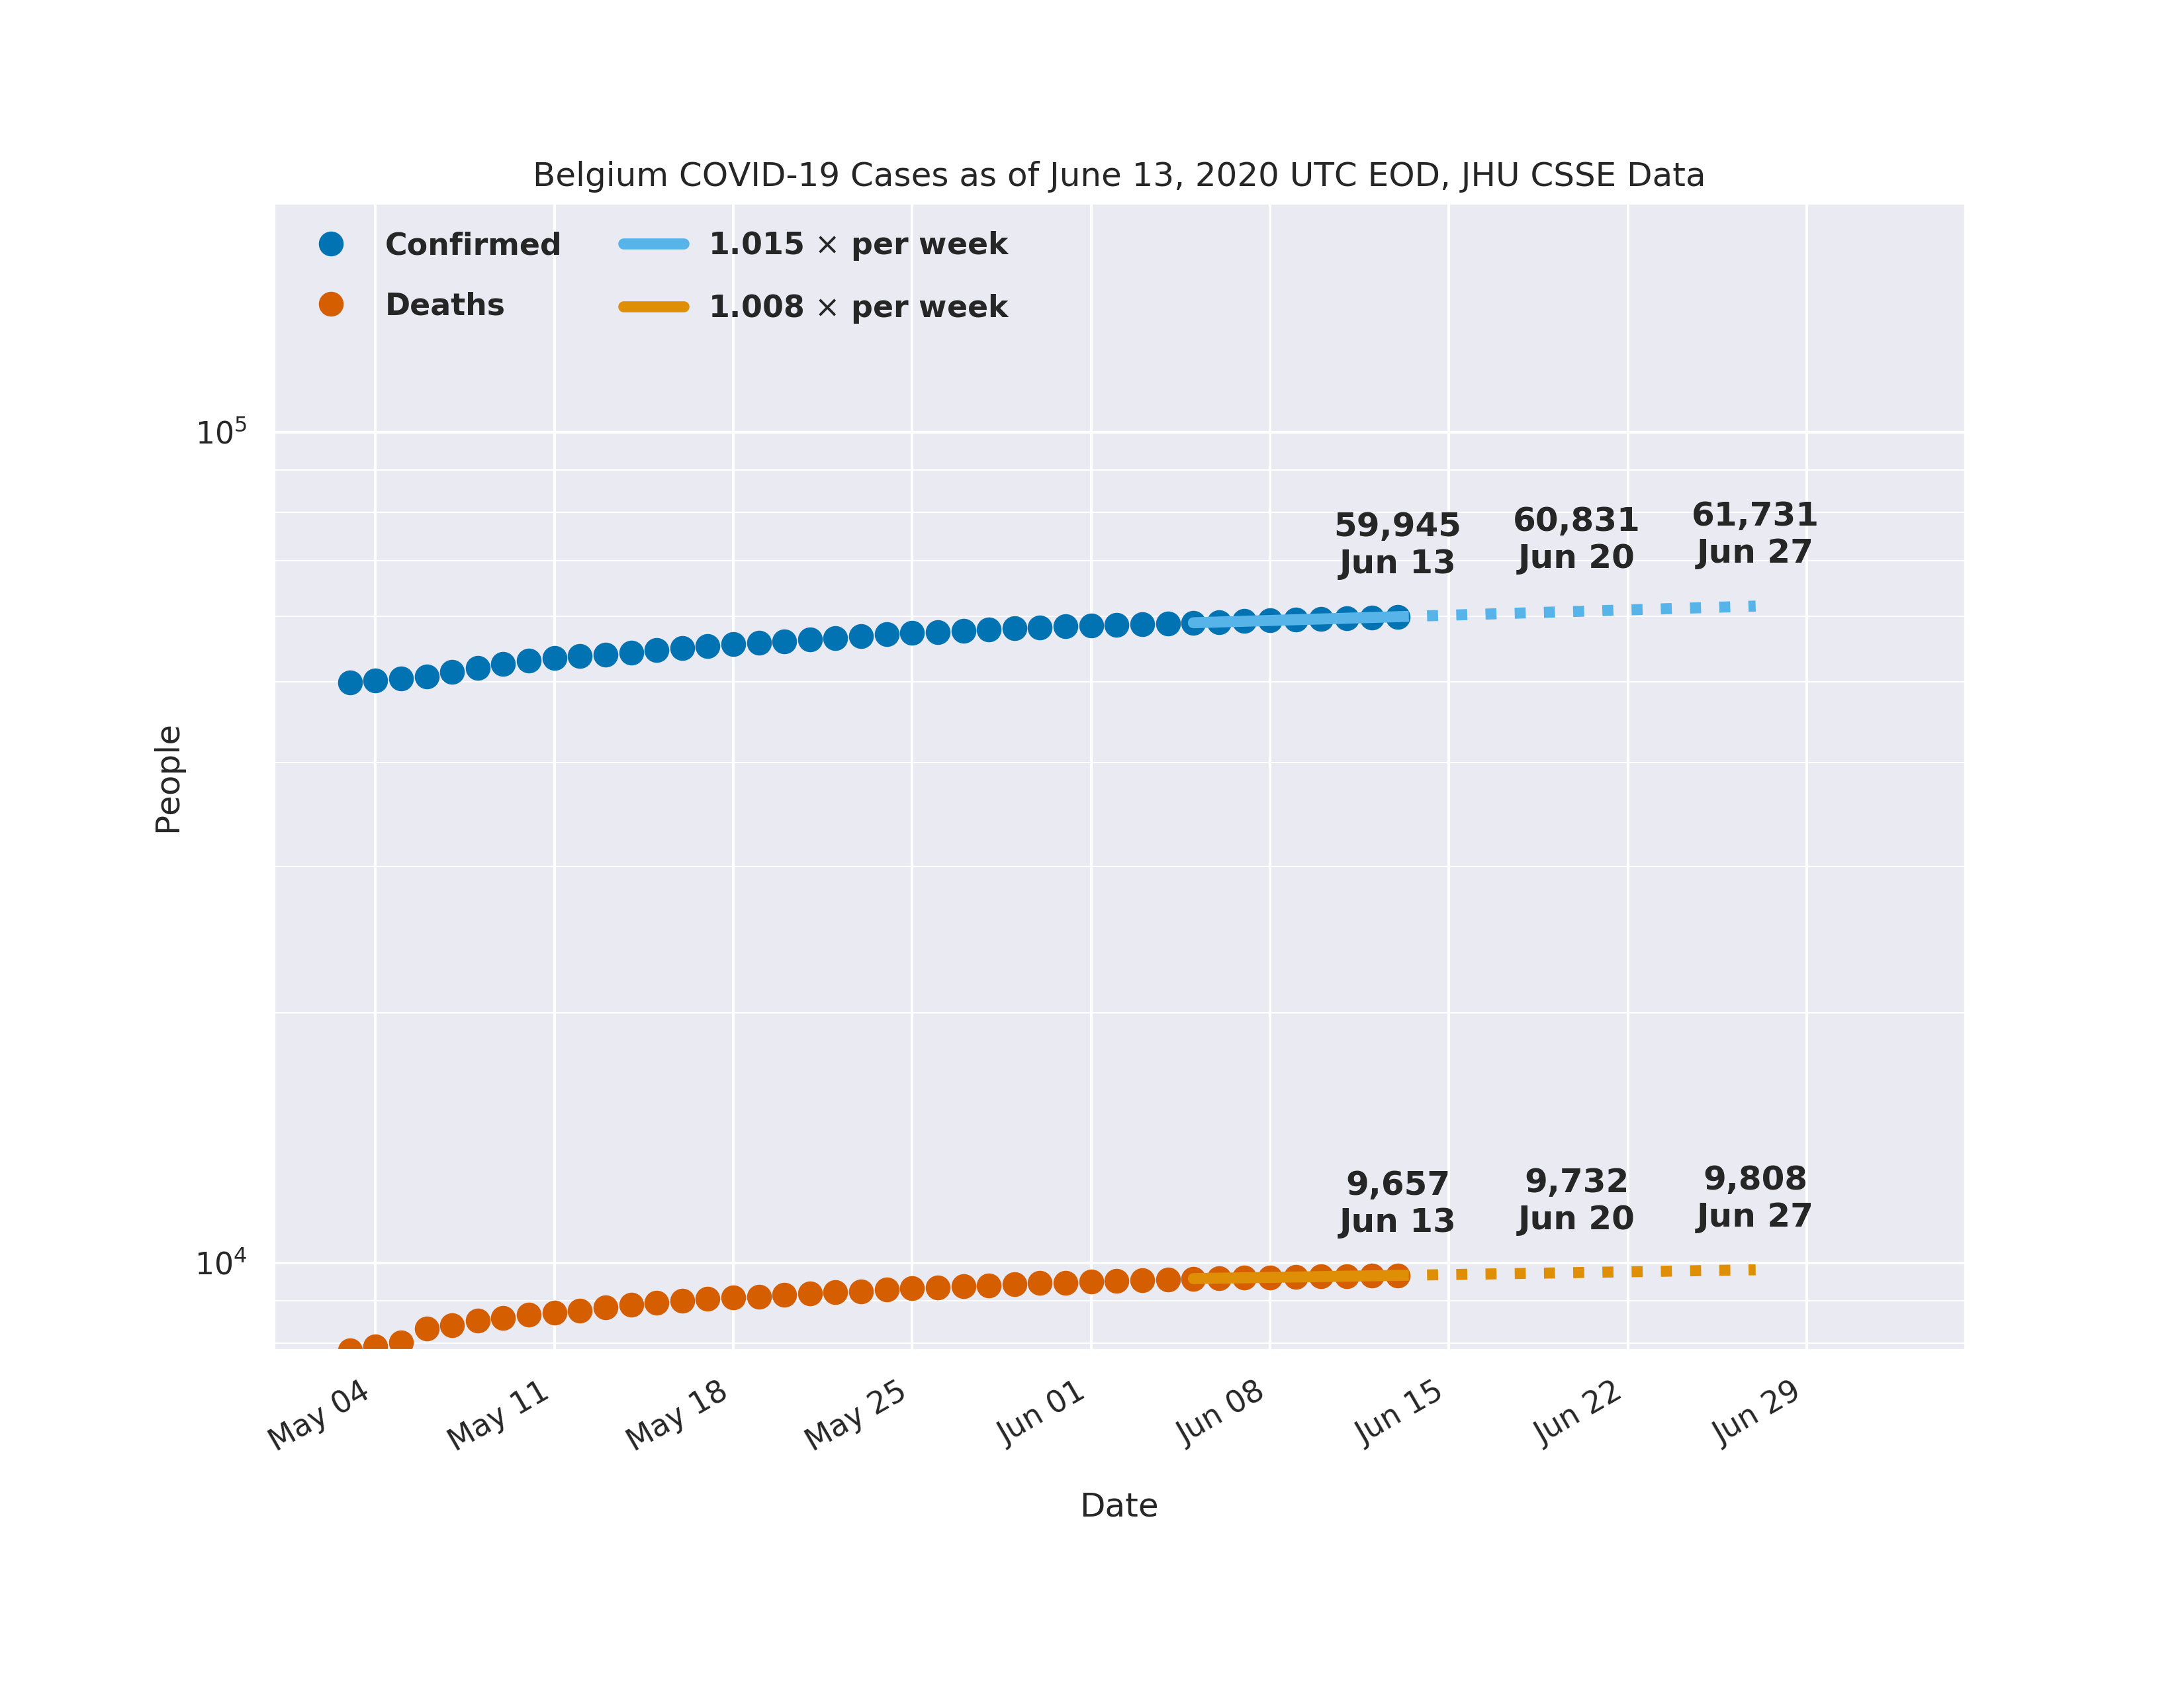 Belgium COVID-19 Cases as of June 13, 2020 UTC EOD, JHU CSSE Data
Confirmed
Deaths
1.015 × per week
1.008 × per week
10⁵
10⁴
People
59,945
Jun 13
60,831
Jun 20
61,731
Jun 27
9,657
Jun 13
9,732
Jun 20
9,808
Jun 27
May 04
May 11
May 18
May 25
Jun 01
Jun 08
Jun 15
Jun 22
Jun 29
Date